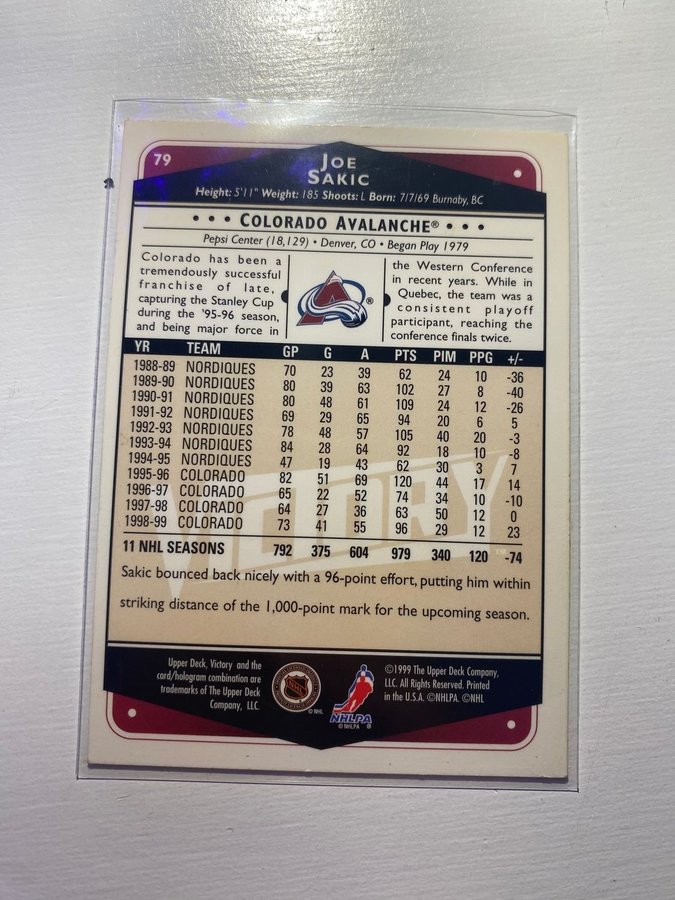 79
JOE
SAKIC
Height: 5'11" Weight: 185 Shoots: L Born: 7/7/69 Burnaby, BC
• • • COLORADO AVALANCHE® • • •
Pepsi Center (18,129) • Denver, CO • Began Play 1979
Colorado has been a
tremendously successful
franchise of late,
capturing the Stanley Cup
during the '95-96 season,
and being major force in
®
the Western Conference
in recent years. While in
Quebec, the team was a
consistent playoff
participant, reaching the
conference finals twice.
YR TEAM GP G A PTS PIM PPG +/-
1988-89 NORDIQUES 70 23 39 62 24 10 -36
1989-90 NORDIQUES 80 39 63 102 27 8 -40
1990-91 NORDIQUES 80 48 61 109 24 12 -26
1991-92 NORDIQUES 69 29 65 94 20 6 5
1992-93 NORDIQUES 78 48 57 105 40 20 -3
1993-94 NORDIQUES 84 28 64 92 18 10 -8
1994-95 NORDIQUES 47 19 43 62 30 3 7
1995-96 COLORADO 82 51 69 120 44 17 14
1996-97 COLORADO 65 22 52 74 34 10 -10
1997-98 COLORADO 64 27 36 63 50 12 0
1998-99 COLORADO 73 41 55 96 29 12 23
VICTORY™
11 NHL SEASONS 792 375 604 979 340 120 -74
Sakic bounced back nicely with a 96-point effort, putting him within
striking distance of the 1,000-point mark for the upcoming season.
Upper Deck, Victory and the
card/hologram combination are
trademarks of The Upper Deck
Company, LLC.
NHL
©NHL
NHLPA
©NHLPA ®
©1999 The Upper Deck Company,
LLC. All Rights Reserved. Printed
in the U.S.A. ©NHLPA. ©NHL